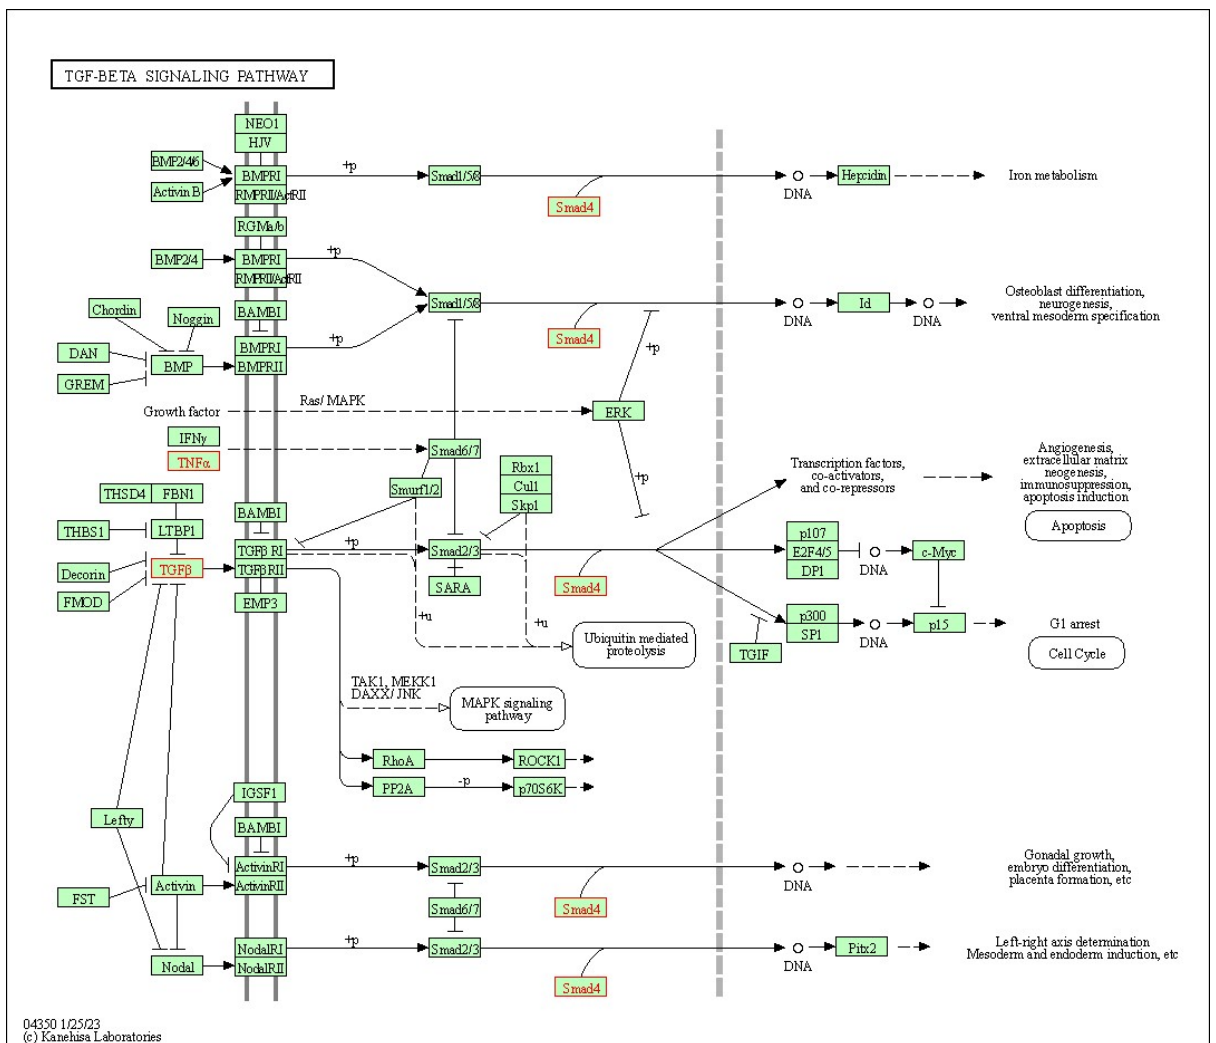 TGF-BETA SIGNALING PATHWAY
NEO1
HJV
BMP2/4/6
Activin B
BMPRI
BMPRII/ActRII
+p
Smad1/5/8
Smad4
DNA
Hepcidin
Iron metabolism
RGMa/b
BMP2/4
BMPRI
BMPRII/ActRII
+p
Smad1/5/8
Smad4
DNA
Id
DNA
Osteoblast differentiation,
neurogenesis,
ventral mesoderm specification
Chordin
Noggin
DAN
GREM
BMP
BAMBI
BMPRI
BMPRII
+p
+p
Growth factor
Ras/ MAPK
ERK
IFNγ
TNFα
Smad6/7
+p
Smurf1/2
Rbx1
Cul1
Skp1
Transcription factors,
co-activators,
and co-repressors
Angiogenesis,
extracellular matrix
neogenesis,
immunosuppression,
apoptosis induction
Apoptosis
THSD4
FBN1
THBS1
LTBP1
BAMBI
Decorin
FMOD
TGFβ
TGFβ RI
TGFβ RII
EMP3
+p
Smad2/3
SARA
Smad4
p107
E2F4/5
DP1
DNA
c-Myc
p300
SP1
DNA
p15
TGIF
G1 arrest
Cell Cycle
+u
+u
Ubiquitin mediated
proteolysis
TAK1, MEKK1
DAXX/ JNK
MAPK signaling
pathway
RhoA
ROCK1
PP2A
-p
p70S6K
IGSF1
Lefty
BAMBI
FST
Activin
ActivinRI
ActivinRII
+p
Smad2/3
Smad4
DNA
Gonadal growth,
embryo differentiation,
placenta formation, etc
Smad6/7
Nodal
NodalRI
NodalRII
+p
Smad2/3
Smad4
DNA
Pitx2
Left-right axis determination
Mesoderm and endoderm induction, etc
04350 1/25/23
(c) Kanehisa Laboratories